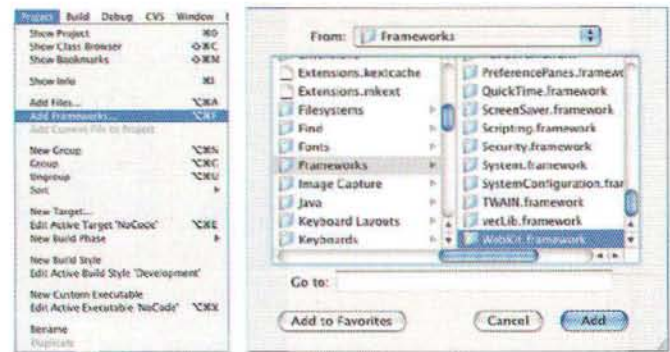 Project Build Debug CVS Window
Show Project ⌘0
Show Class Browser ⇧⌘C
Show Bookmarks ⇧⌘M
Show Info ⌘I
Add Files... ⌥⌘A
Add Frameworks... ⌥⌘F
Add Current File to Project
New Group ⌥⌘N
Group ⌥⌘G
Ungroup ⌥⌘U
Sort
New Target...
Edit Active Target 'NoCode' ⌥⌘E
New Build Phase
New Build Style
Edit Active Build Style 'Development'
New Custom Executable
Edit Active Executable 'NoCode' ⌥⌘X
Rename
Duplicate
From: Frameworks
Extensions.kextcache
Extensions.mkext
Filesystems
Find
Fonts
Frameworks
Image Capture
Java
Keyboard Layouts
Keyboards
PreferencePanes.framew
QuickTime.framework
ScreenSaver.framework
Scripting.framework
Security.framework
System.framework
SystemConfiguration.fran
TWAIN.framework
vecLib.framework
WebKit.framework
Go to:
Add to Favorites Cancel Add